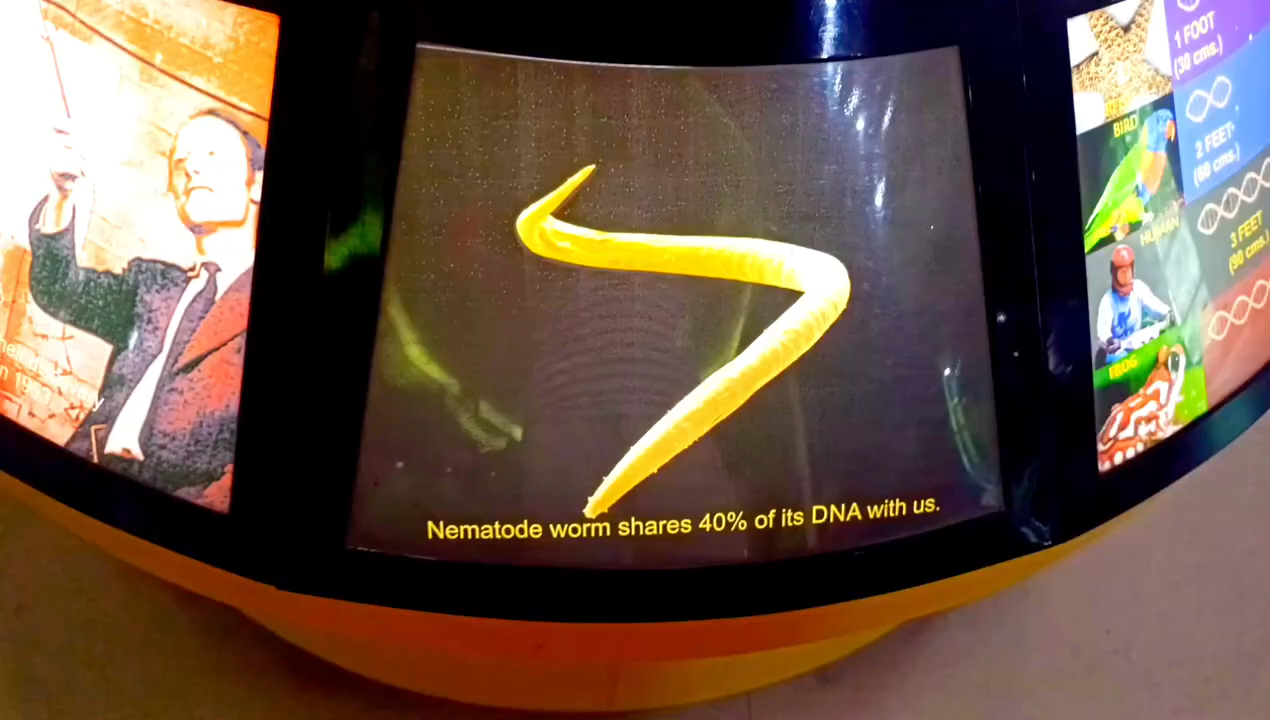 Nematode worm shares 40% of its DNA with us.
1 FOOT
(30 cms.)
BIRD
2 FEET
(60 cms.)
HUMAN
3 FEET
(90 cms.)
FROG